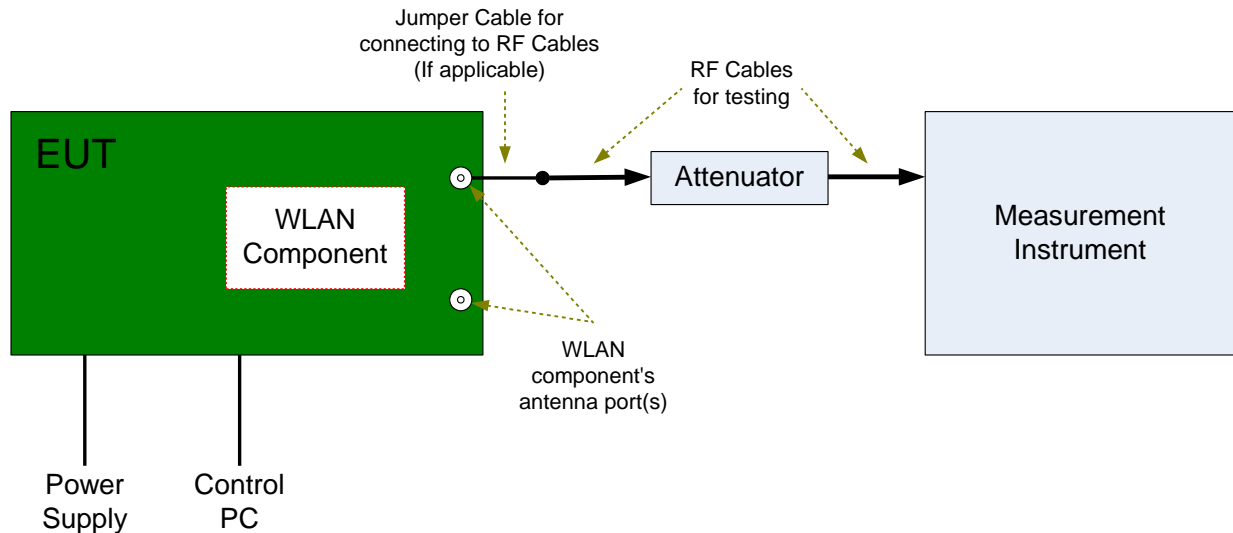 Jumper Cable for
connecting to RF Cables
(If applicable)
RF Cables
for testing
EUT
WLAN
Component
Attenuator
Measurement
Instrument
WLAN
component's
antenna port(s)
Power
Supply
Control
PC